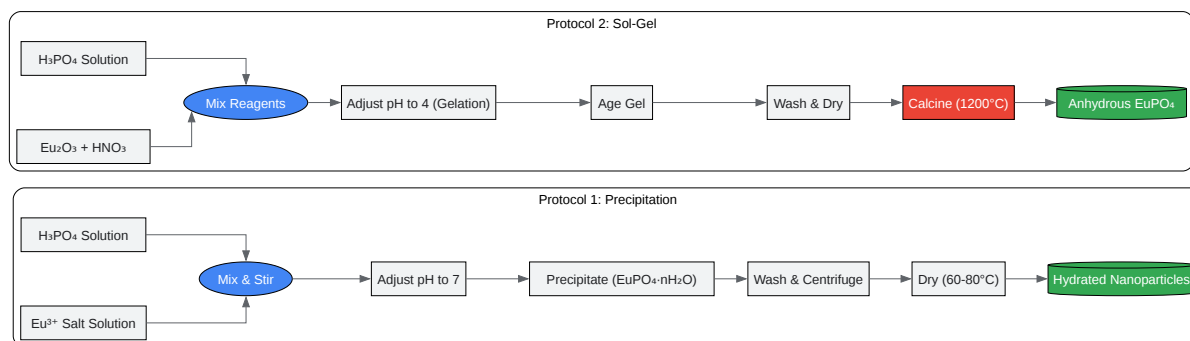 Protocol 2: Sol-Gel
H₃PO₄ Solution
Mix Reagents
Adjust pH to 4 (Gelation)
Age Gel
Wash & Dry
Calcine (1200°C)
Anhydrous EuPO₄
Eu₂O₃ + HNO₃
Protocol 1: Precipitation
H₃PO₄ Solution
Mix & Stir
Adjust pH to 7
Precipitate (EuPO₄·nH₂O)
Wash & Centrifuge
Dry (60-80°C)
Hydrated Nanoparticles
Eu³⁺ Salt Solution